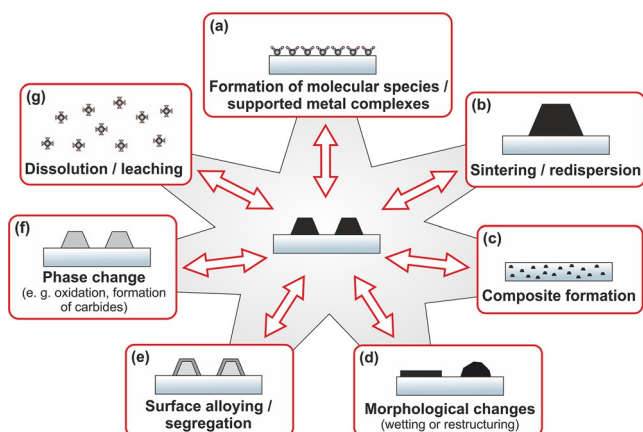 (a)
Formation of molecular species /
supported metal complexes
(b)
Sintering / redispersion
(c)
Composite formation
(d)
Morphological changes
(wetting or restructuring)
(e)
Surface alloying /
segregation
(f)
Phase change
(e. g. oxidation, formation
of carbides)
(g)
Dissolution / leaching